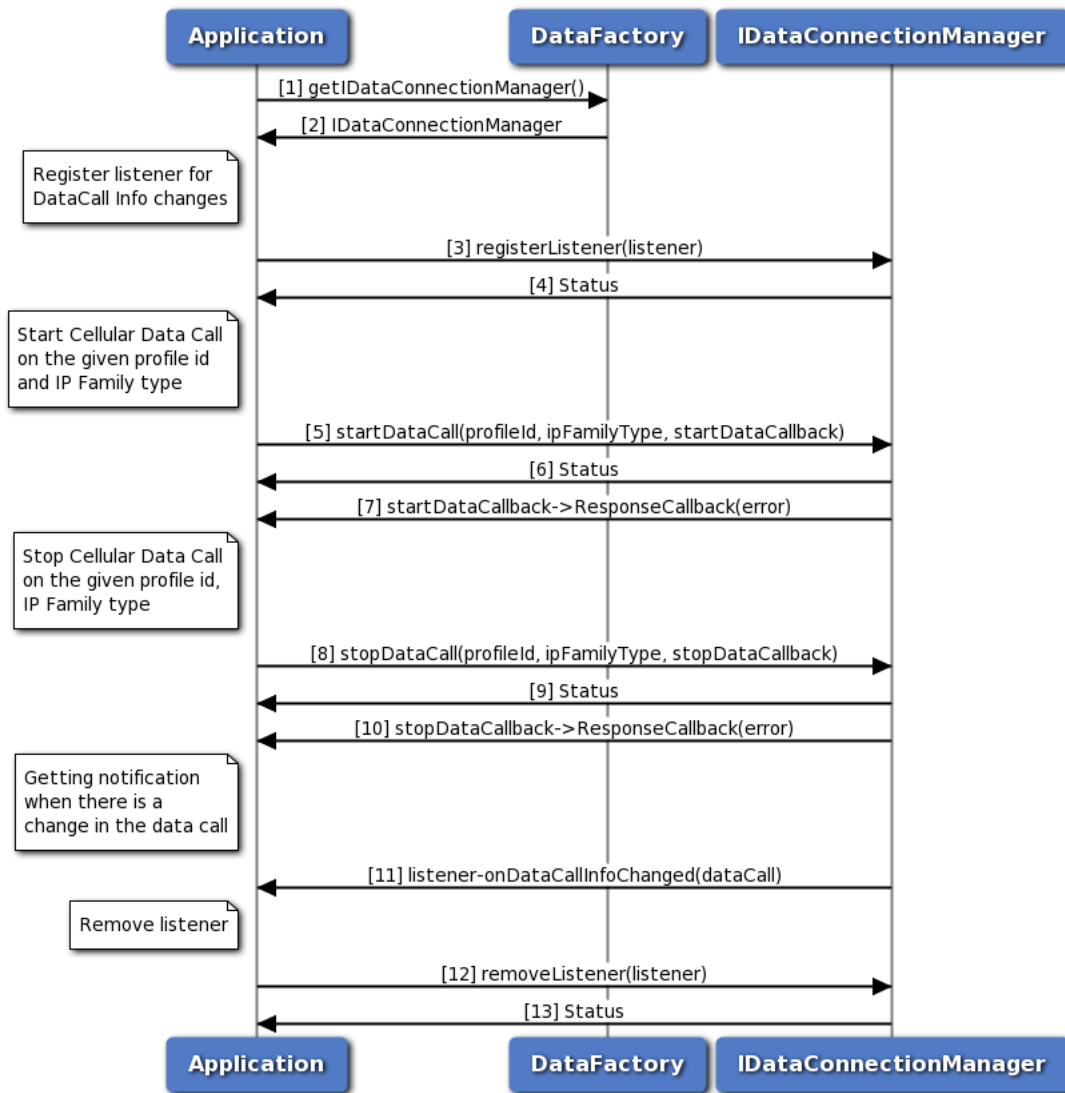 Application
DataFactory
IDataConnectionManager
[1] getIDataConnectionManager()
[2] IDataConnectionManager
Register listener for
DataCall Info changes
[3] registerListener(listener)
[4] Status
Start Cellular Data Call
on the given profile id
and IP Family type
[5] startDataCall(profileId, ipFamilyType, startDataCallback)
[6] Status
[7] startDataCallback->ResponseCallback(error)
Stop Cellular Data Call
on the given profile id,
IP Family type
[8] stopDataCall(profileId, ipFamilyType, stopDataCallback)
[9] Status
[10] stopDataCallback->ResponseCallback(error)
Getting notification
when there is a
change in the data call
[11] listener-onDataCallInfoChanged(dataCall)
Remove listener
[12] removeListener(listener)
[13] Status
Application
DataFactory
IDataConnectionManager